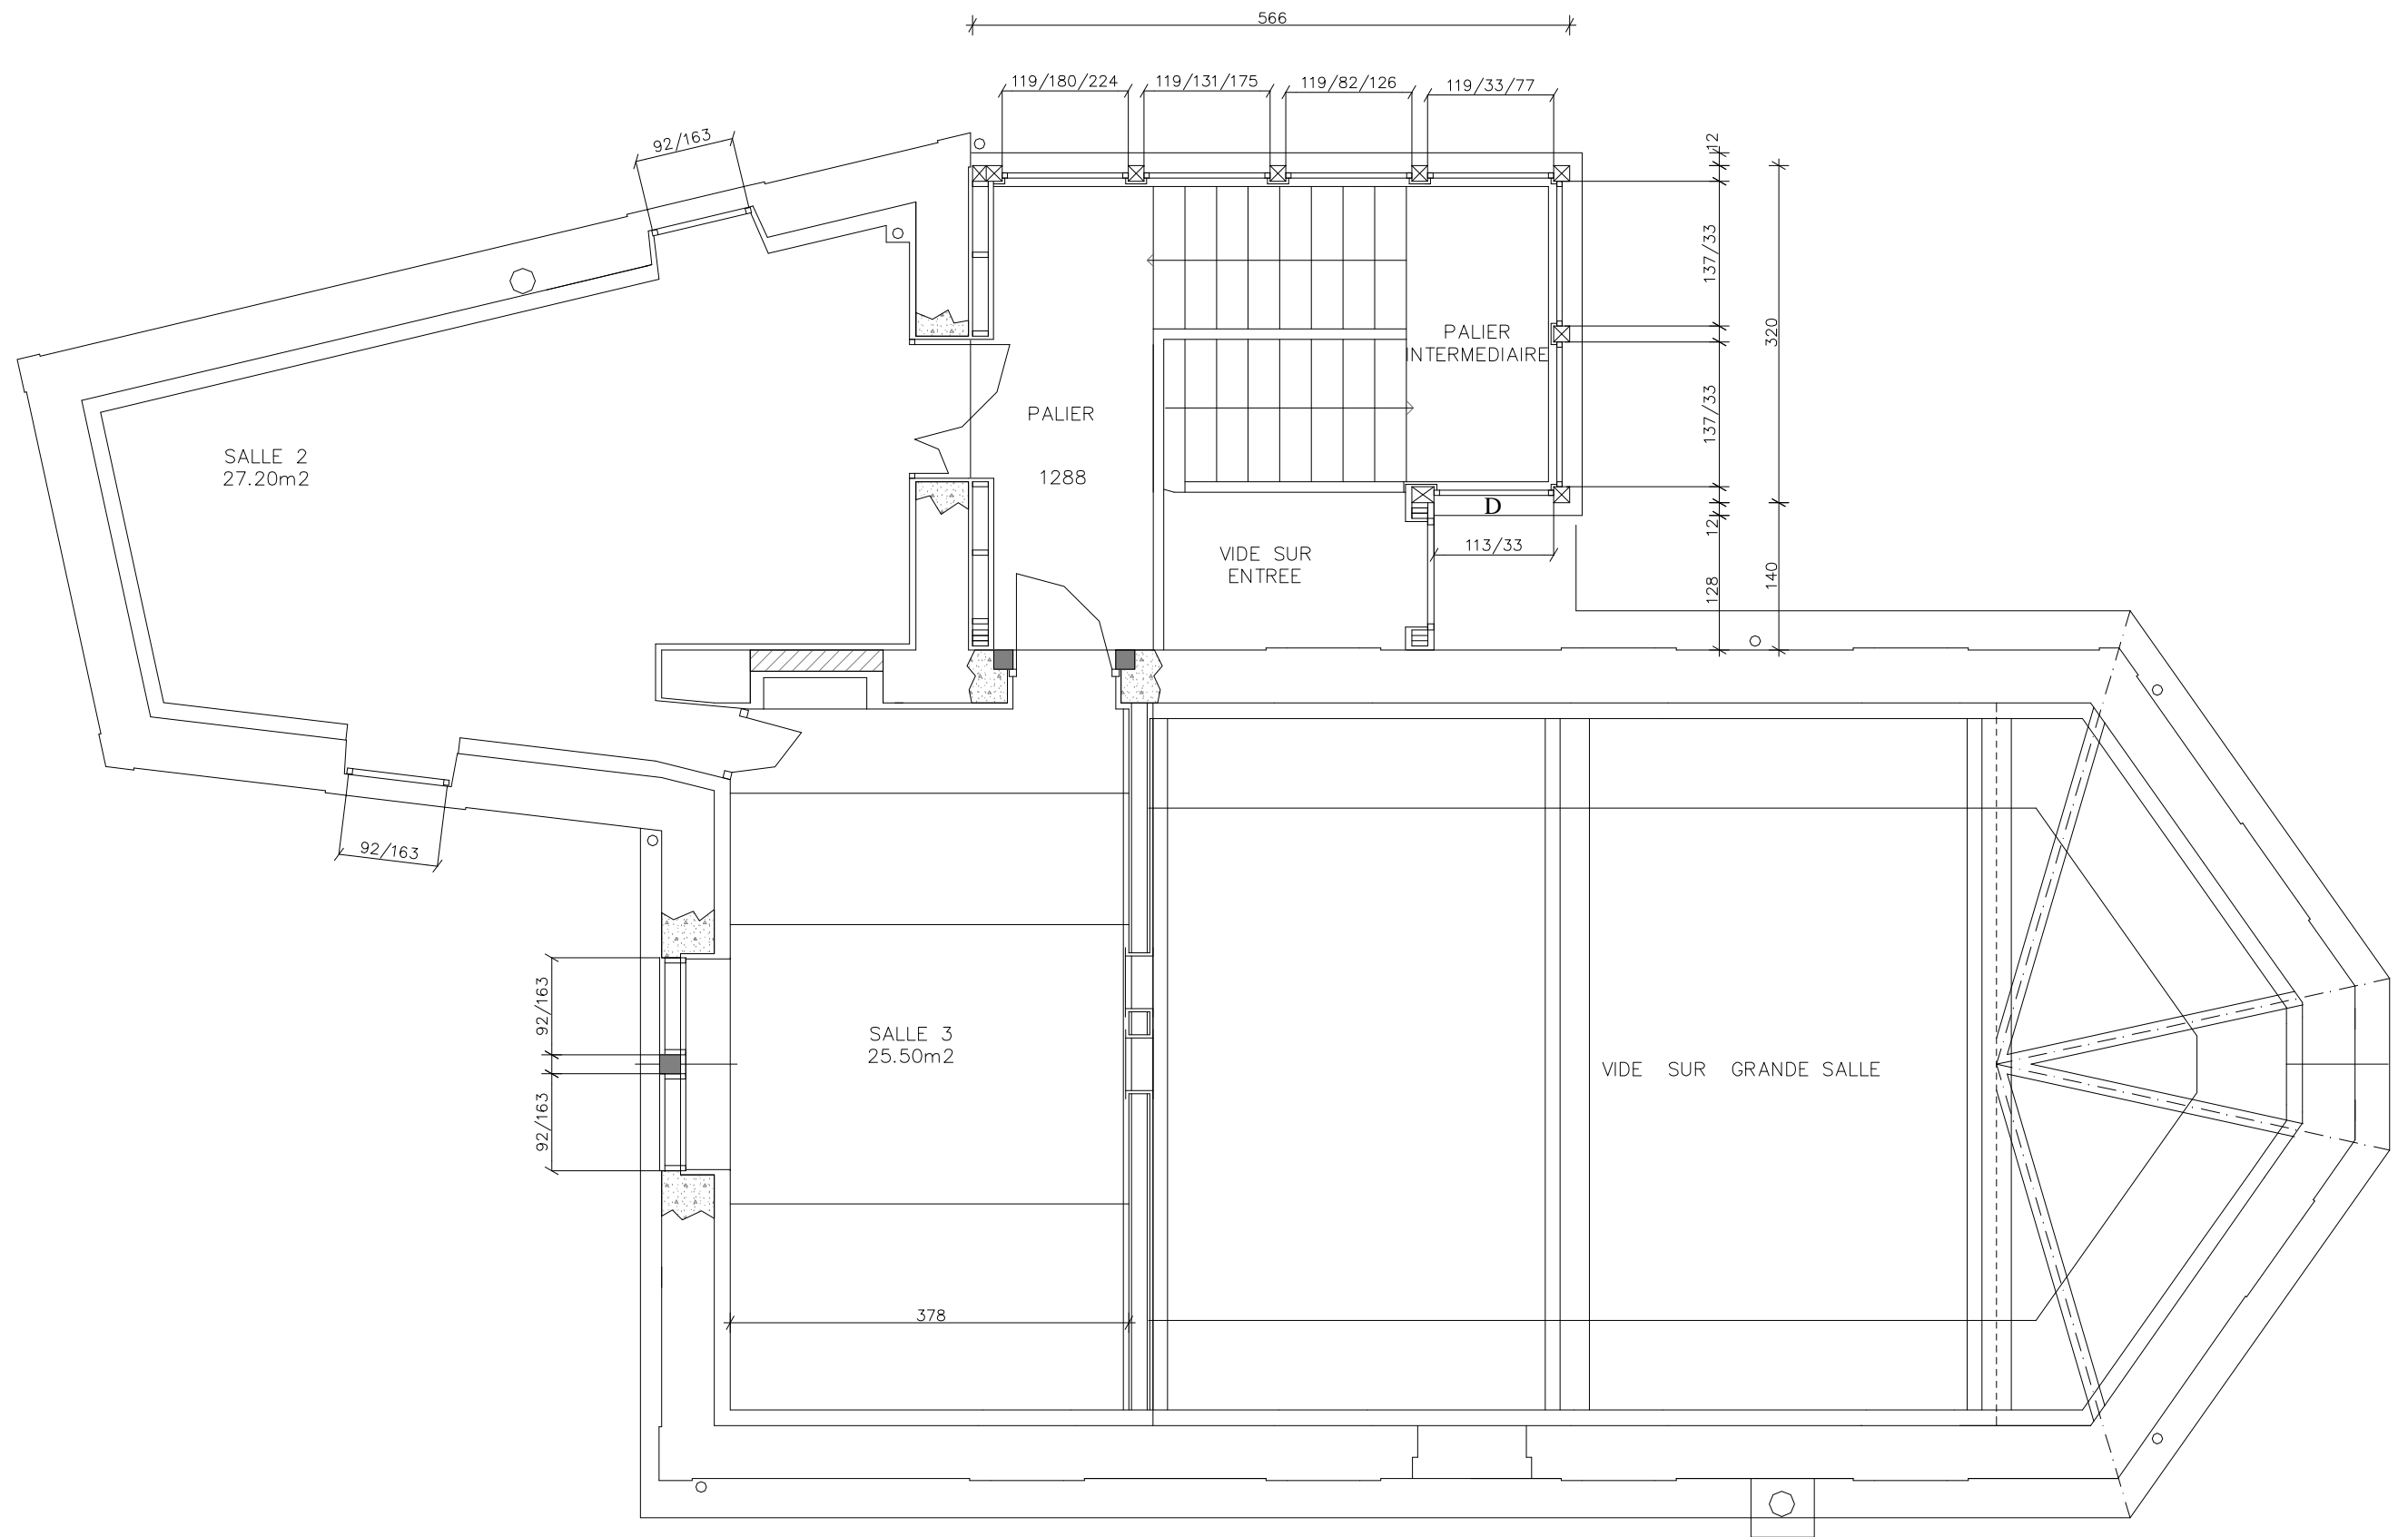 566
119/180/224
119/131/175
119/82/126
119/33/77
92/163
12
137/33
320
137/33
PALIER
INTERMEDIAIRE
PALIER
1288
SALLE 2
27.20m2
D
12
113/33
VIDE SUR
ENTREE
128
140
92/163
92/163
SALLE 3
25.50m2
VIDE SUR GRANDE SALLE
92/163
378